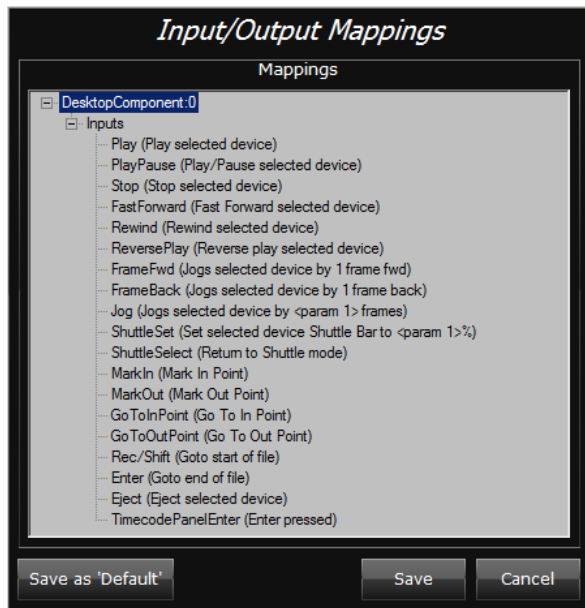 Input/Output Mappings
Mappings
DesktopComponent:0
Inputs
Play (Play selected device)
PlayPause (Play/Pause selected device)
Stop (Stop selected device)
FastForward (Fast Forward selected device)
Rewind (Rewind selected device)
ReversePlay (Reverse play selected device)
FrameFwd (Jogs selected device by 1 frame fwd)
FrameBack (Jogs selected device by 1 frame back)
Jog (Jogs selected device by <param 1> frames)
ShuttleSet (Set selected device Shuttle Bar to <param 1>%)
ShuttleSelect (Return to Shuttle mode)
MarkIn (Mark In Point)
MarkOut (Mark Out Point)
GoToInPoint (Go To In Point)
GoToOutPoint (Go To Out Point)
Rec/Shift (Goto start of file)
Enter (Goto end of file)
Eject (Eject selected device)
TimecodePanelEnter (Enter pressed)
Save as 'Default' Save Cancel